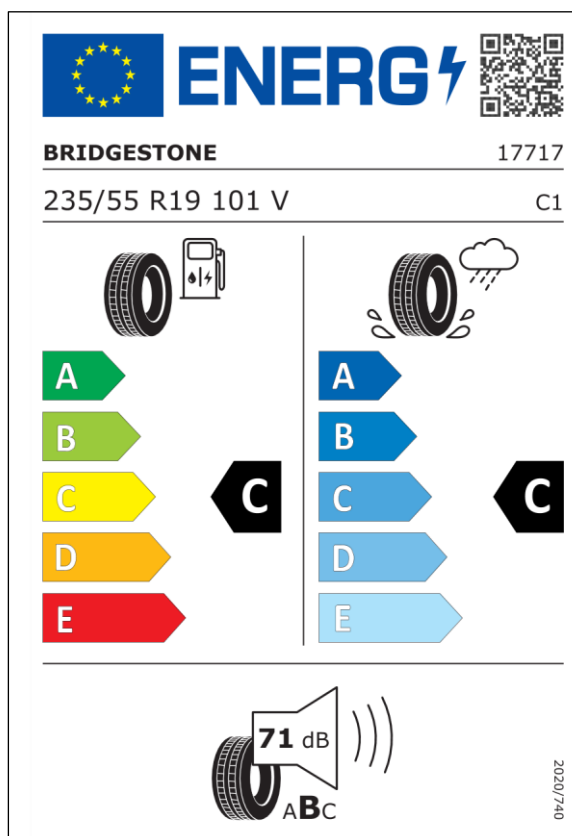 ENERG
BRIDGESTONE 17717
235/55 R19 101 V C1
A A
B B
C C C C
D D
E E
71 dB
ABC
2020/740